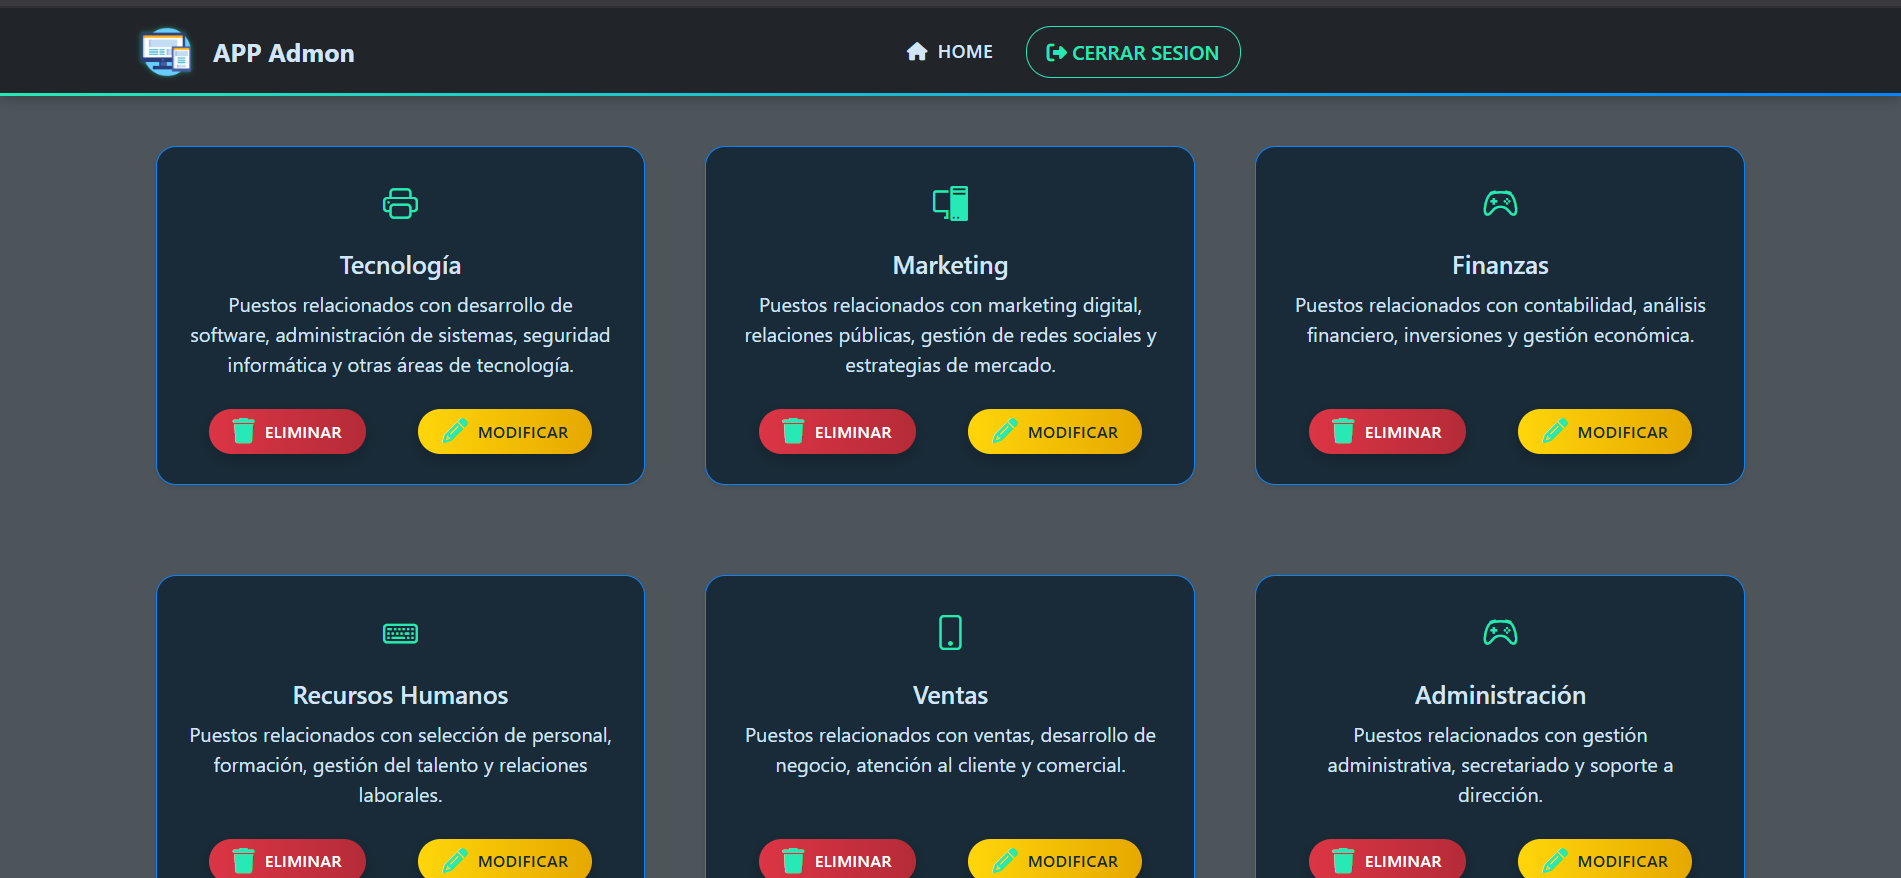 APP Admon
HOME
CERRAR SESION
Tecnología
Puestos relacionados con desarrollo de
software, administración de sistemas, seguridad
informática y otras áreas de tecnología.
ELIMINAR
MODIFICAR
Marketing
Puestos relacionados con marketing digital,
relaciones públicas, gestión de redes sociales y
estrategias de mercado.
ELIMINAR
MODIFICAR
Finanzas
Puestos relacionados con contabilidad, análisis
financiero, inversiones y gestión económica.
ELIMINAR
MODIFICAR
Recursos Humanos
Puestos relacionados con selección de personal,
formación, gestión del talento y relaciones
laborales.
ELIMINAR
MODIFICAR
Ventas
Puestos relacionados con ventas, desarrollo de
negocio, atención al cliente y comercial.
ELIMINAR
MODIFICAR
Administración
Puestos relacionados con gestión
administrativa, secretariado y soporte a
dirección.
ELIMINAR
MODIFICAR